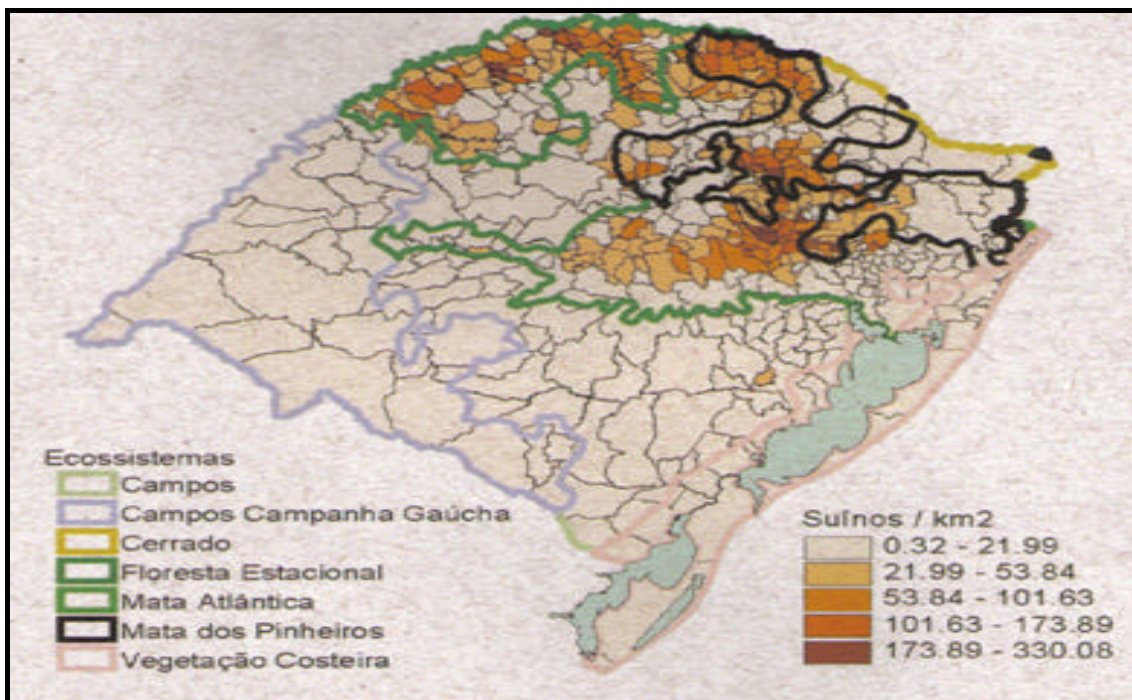 Ecossistemas
Campos
Campos Campanha Gaúcha
Cerrado
Floresta Estacional
Mata Atlântica
Mata dos Pinheiros
Vegetação Costeira
Suínos / km2
0.32 - 21.99
21.99 - 53.84
53.84 - 101.63
101.63 - 173.89
173.89 - 330.08